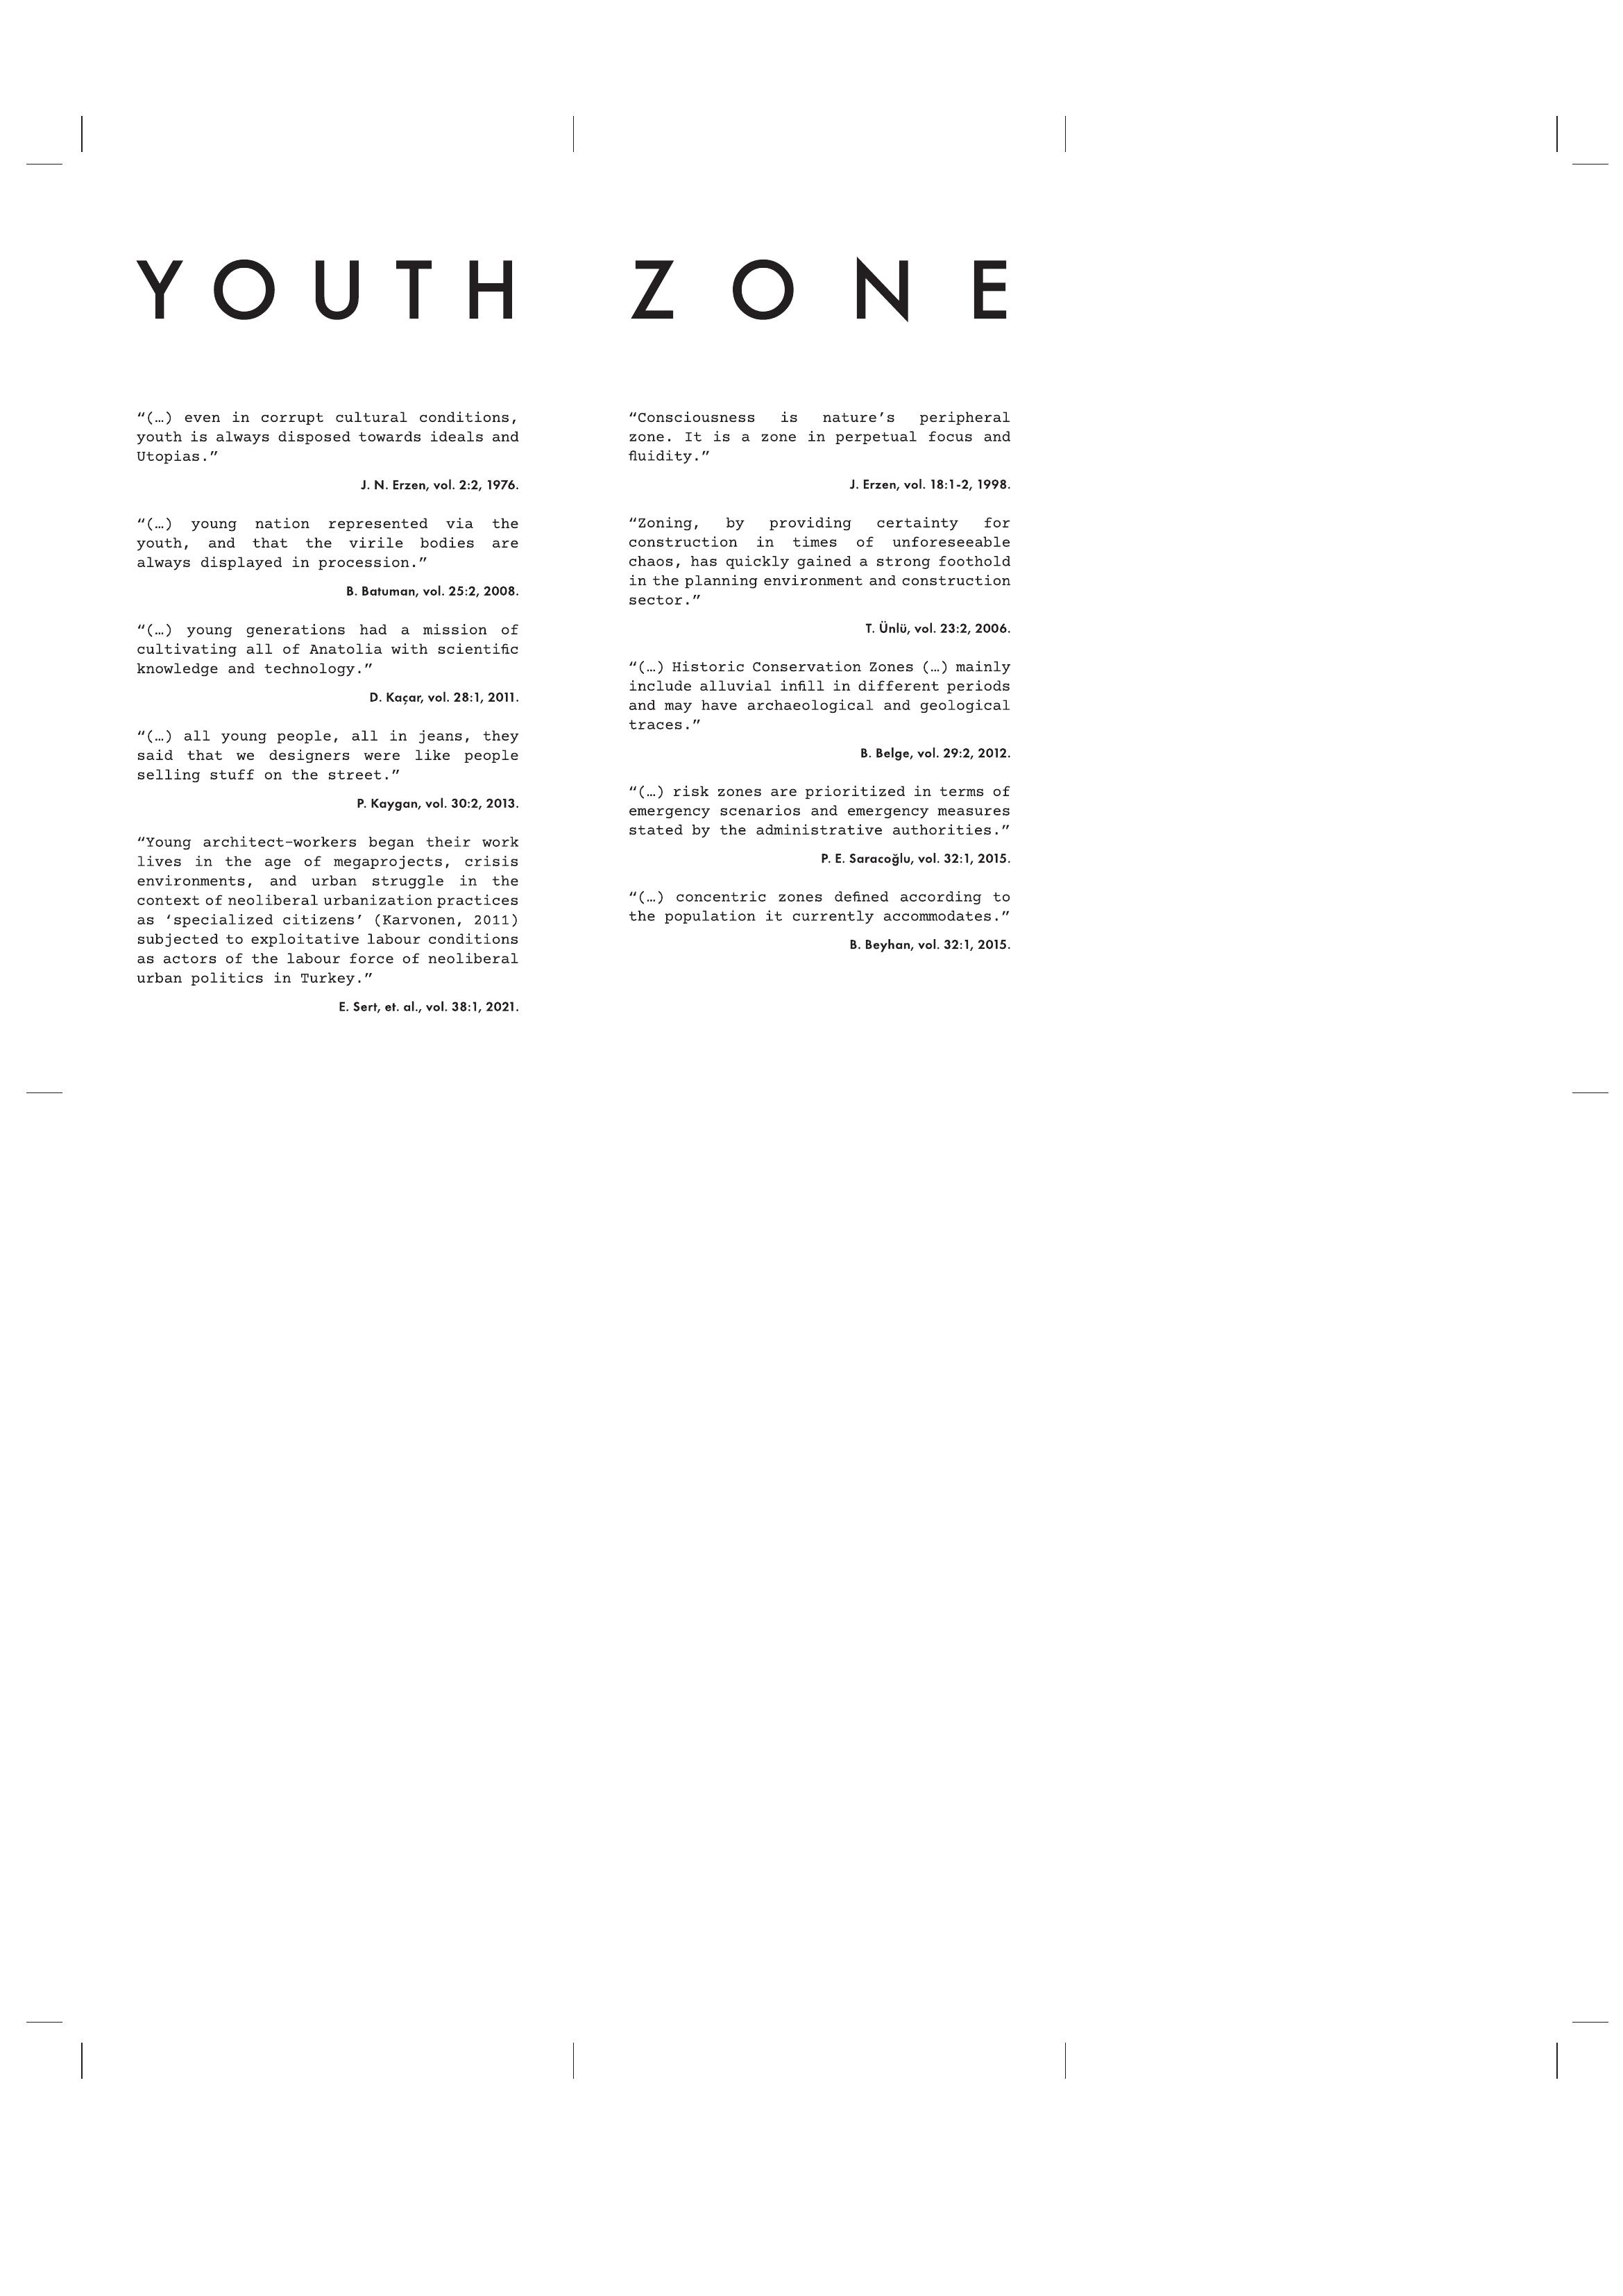 YOUTH ZONE
“(…) even in corrupt cultural conditions,
youth is always disposed towards ideals and
Utopias.”
J. N. Erzen, vol. 2:2, 1976.
“(…) young nation represented via the
youth, and that the virile bodies are
always displayed in procession.”
B. Batuman, vol. 25:2, 2008.
“(…) young generations had a mission of
cultivating all of Anatolia with scientific
knowledge and technology.”
D. Kaçar, vol. 28:1, 2011.
“(…) all young people, all in jeans, they
said that we designers were like people
selling stuff on the street.”
P. Kaygan, vol. 30:2, 2013.
“Young architect-workers began their work
lives in the age of megaprojects, crisis
environments, and urban struggle in the
context of neoliberal urbanization practices
as ‘specialized citizens’ (Karvonen, 2011)
subjected to exploitative labour conditions
as actors of the labour force of neoliberal
urban politics in Turkey.”
E. Sert, et. al., vol. 38:1, 2021.
“Consciousness is nature’s peripheral
zone. It is a zone in perpetual focus and
fluidity.”
J. Erzen, vol. 18:1-2, 1998.
“Zoning, by providing certainty for
construction in times of unforeseeable
chaos, has quickly gained a strong foothold
in the planning environment and construction
sector.”
T. Ünlü, vol. 23:2, 2006.
“(…) Historic Conservation Zones (…) mainly
include alluvial infill in different periods
and may have archaeological and geological
traces.”
B. Belge, vol. 29:2, 2012.
“(…) risk zones are prioritized in terms of
emergency scenarios and emergency measures
stated by the administrative authorities.”
P. E. Saracoğlu, vol. 32:1, 2015.
“(…) concentric zones defined according to
the population it currently accommodates.”
B. Beyhan, vol. 32:1, 2015.